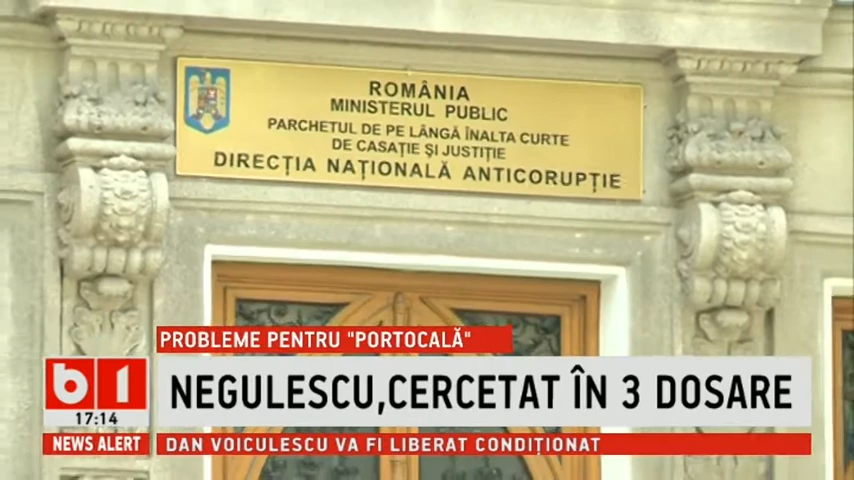 ROMÂNIA
MINISTERUL PUBLIC
PARCHETUL DE PE LÂNGĂ ÎNALTA CURTE
DE CASAȚIE ȘI JUSTIȚIE
DIRECȚIA NAȚIONALĂ ANTICORUPȚIE
PROBLEME PENTRU "PORTOCALĂ"
b1
NEGULESCU,CERCETAT ÎN 3 DOSARE
17:14
NEWS ALERT
DAN VOICULESCU VA FI LIBERAT CONDIȚIONAT